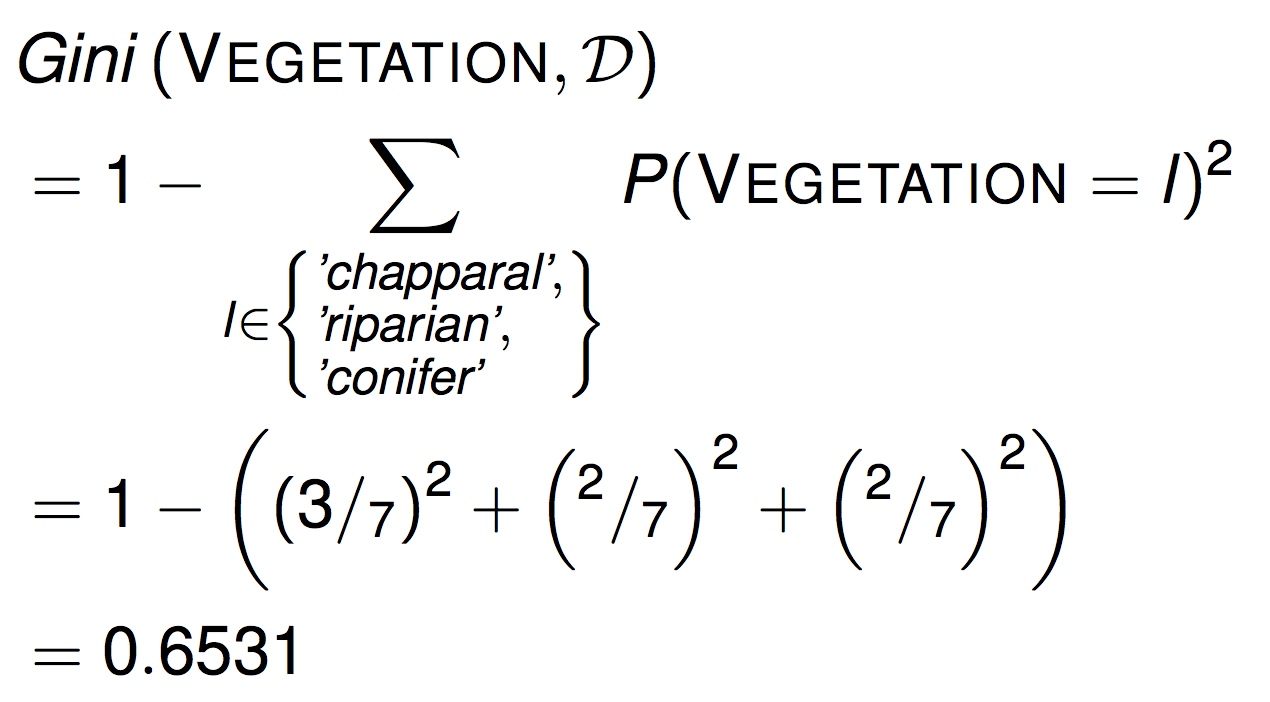 Gini (VEGETATION, 𝒟)
= 1 − ∑ P(VEGETATION = l)²
l∈{ ’chapparal’,
’riparian’,
’conifer’ }
= 1 − ((3/7)² + (2/7)² + (2/7)²)
= 0.6531